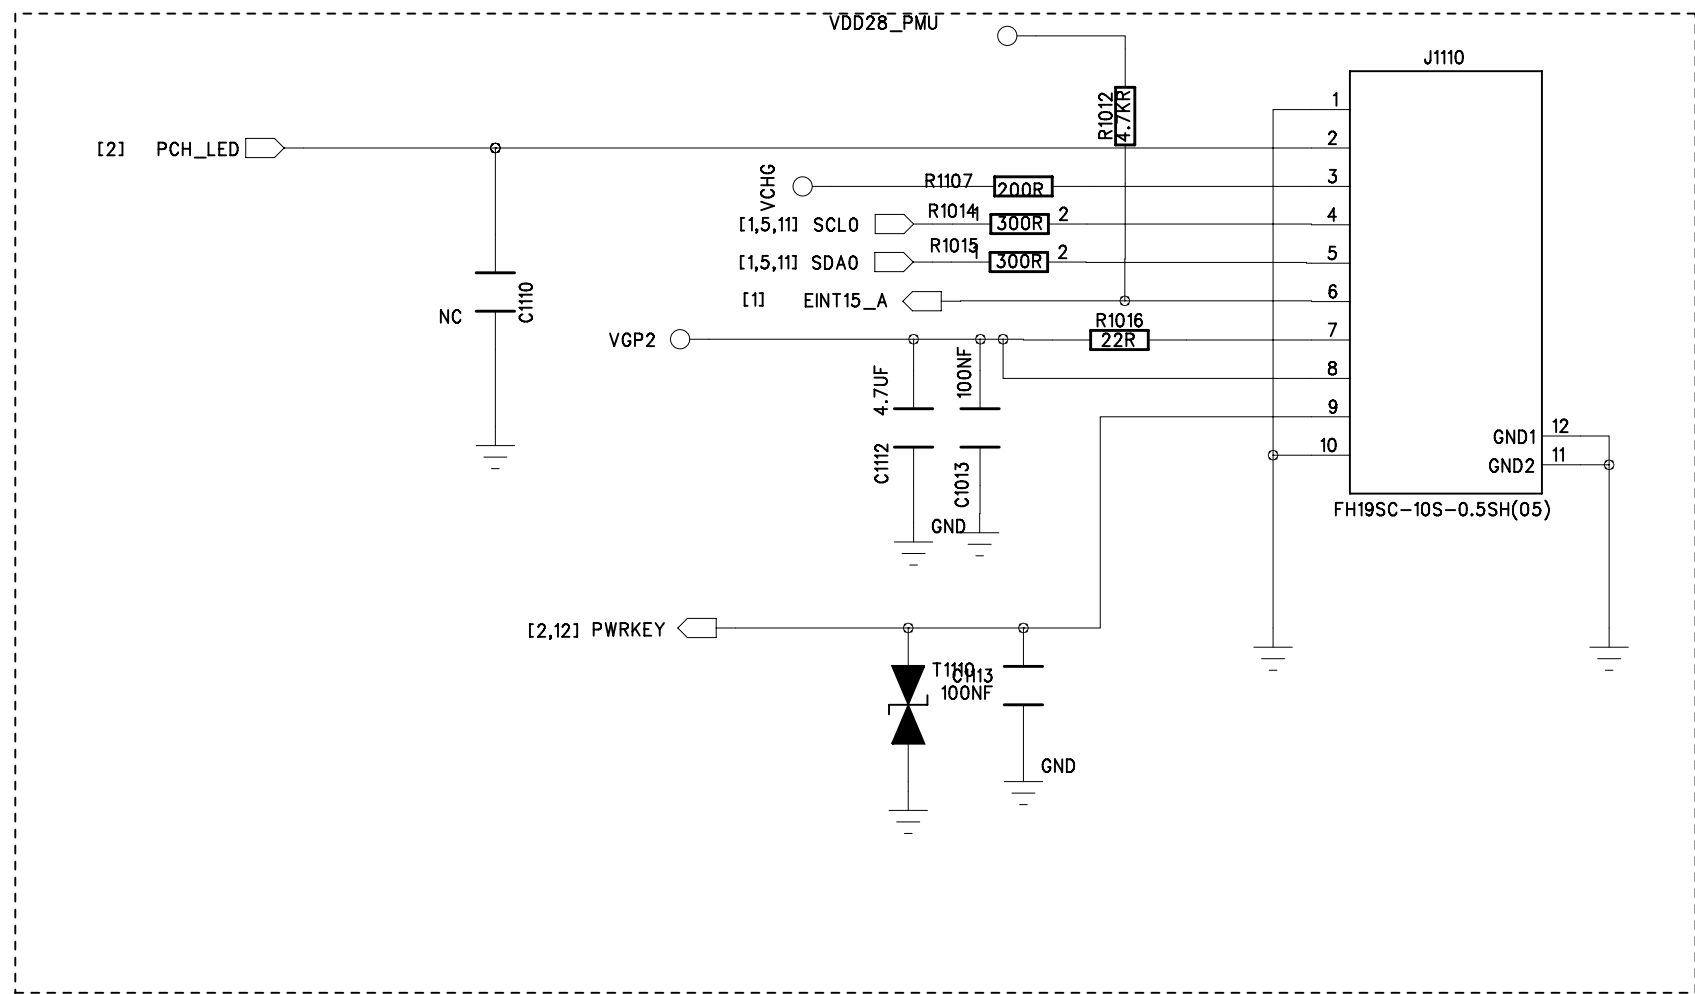 VDD28_PMU
J1110
R1012
4.7KR
1
[2] PCH_LED
2
VCHG
R1107
200R
3
[1,5,11] SCL0
R1014
1
300R
2
4
[1,5,11] SDA0
R1015
1
300R
2
5
[1] EINT15_A
6
NC
C1110
R1016
VGP2
22R
7
8
4.7UF
100NF
9
C1112
C1013
10
GND1
12
GND2
11
FH19SC-10S-0.5SH(05)
GND
[2,12] PWRKEY
T1110
C1113
100NF
GND